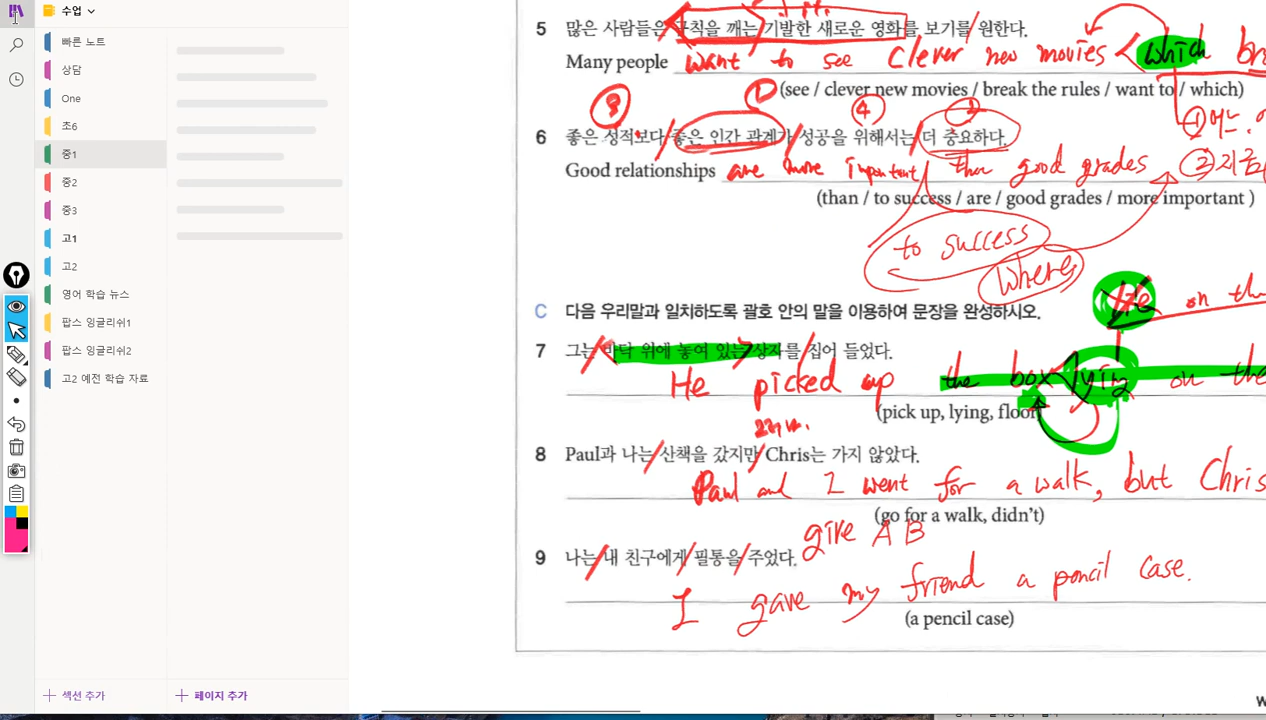 수업
빠른 노트
상담
One
초6
중1
중2
중3
고1
고2
영어 학습 뉴스
팝스 잉글리쉬1
팝스 잉글리쉬2
고2 예전 학습 자료
섹션 추가
페이지 추가
5 많은 사람들은 규칙을 깨는 기발한 새로운 영화를 보기를 원한다.
Many people want to see clever new movies which
(see / clever new movies / break the rules / want to / which)
① ④ ②
① 어느
6 좋은 성적보다 좋은 인간 관계가 성공을 위해서는 더 중요하다.
Good relationships are more important than good grades ②
(than / to success / are / good grades / more important )
to success
where
He on the
C 다음 우리말과 일치하도록 괄호 안의 말을 이용하여 문장을 완성하시오.
7 그는 바닥 위에 놓여 있는 상자를 집어 들었다.
He picked up the box lying on the
(pick up, lying, floor)
8 Paul과 나는 산책을 갔지만 Chris는 가지 않았다.
Paul and I went for a walk, but Chris
(go for a walk, didn't)
give A B
9 나는 내 친구에게 필통을 주었다.
I gave my friend a pencil case.
(a pencil case)
W